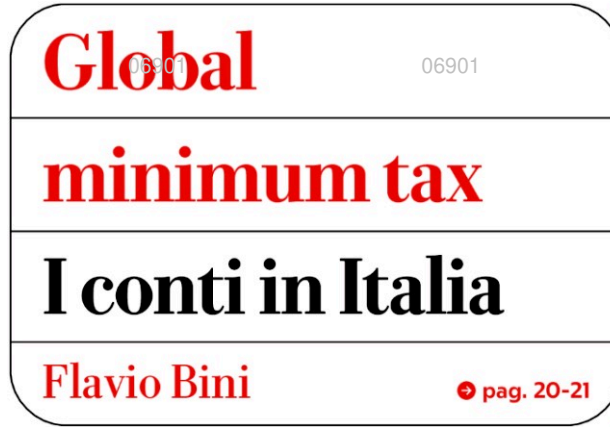 Global
06901 06901
minimum tax
I conti in Italia
Flavio Bini
pag. 20-21